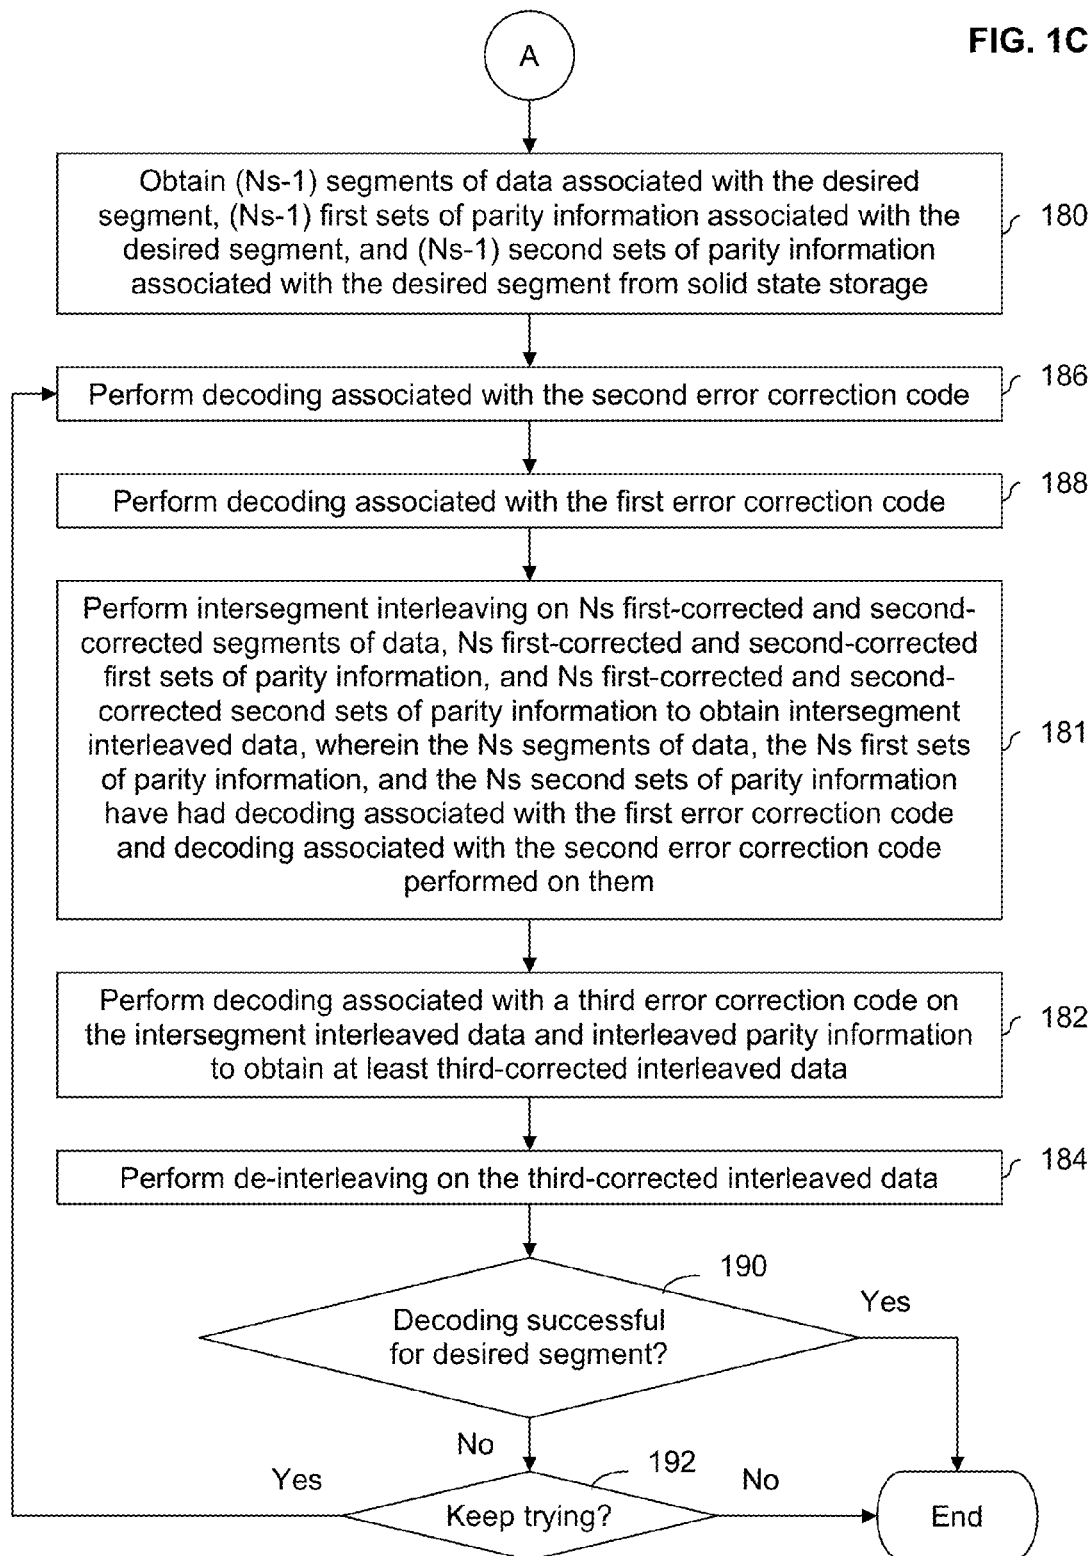 FIG. 1C
A
Obtain (Ns-1) segments of data associated with the desired
segment, (Ns-1) first sets of parity information associated with the
desired segment, and (Ns-1) second sets of parity information
associated with the desired segment from solid state storage
180
Perform decoding associated with the second error correction code
186
Perform decoding associated with the first error correction code
188
Perform intersegment interleaving on Ns first-corrected and second-
corrected segments of data, Ns first-corrected and second-corrected
first sets of parity information, and Ns first-corrected and second-
corrected second sets of parity information to obtain intersegment
interleaved data, wherein the Ns segments of data, the Ns first sets
of parity information, and the Ns second sets of parity information
have had decoding associated with the first error correction code
and decoding associated with the second error correction code
performed on them
181
Perform decoding associated with a third error correction code on
the intersegment interleaved data and interleaved parity information
to obtain at least third-corrected interleaved data
182
Perform de-interleaving on the third-corrected interleaved data
184
190
Decoding successful
for desired segment?
Yes
No
192
Yes
Keep trying?
No
End